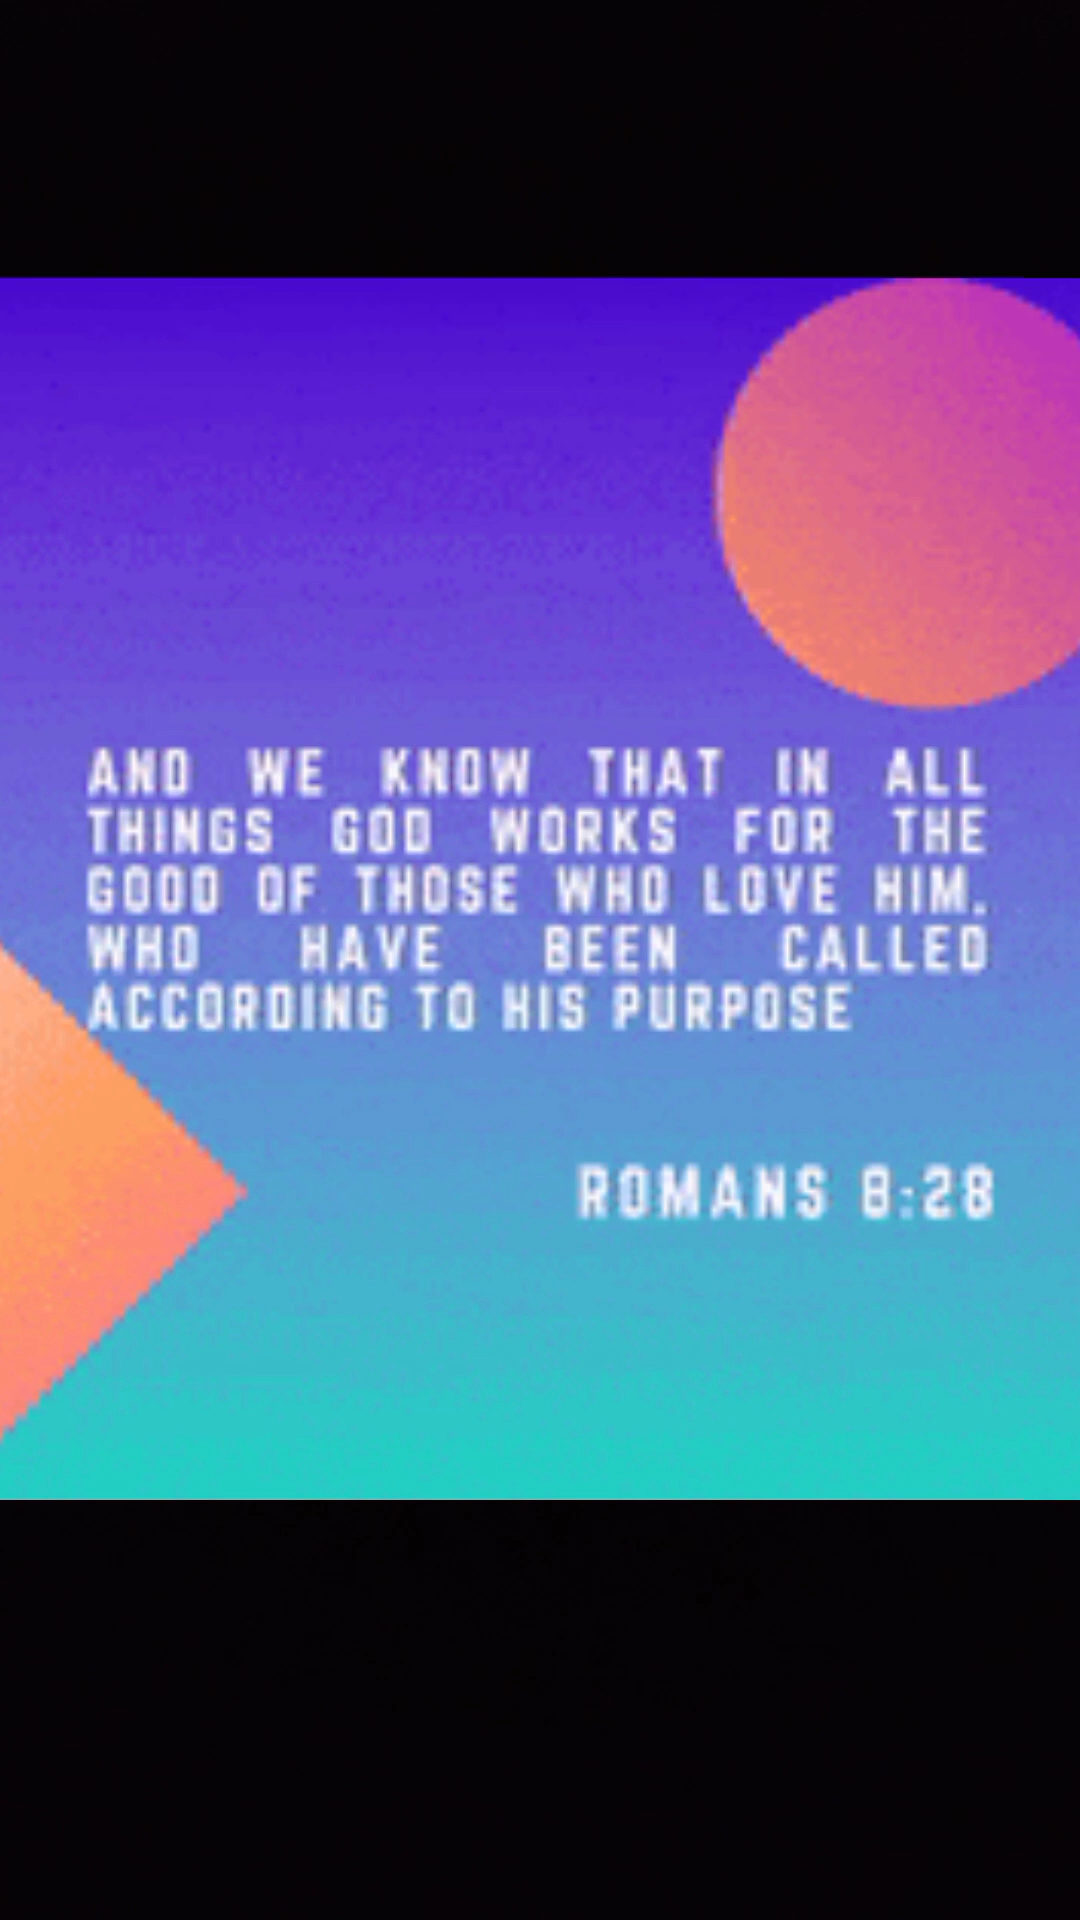 AND WE KNOW THAT IN ALL
THINGS GOD WORKS FOR THE
GOOD OF THOSE WHO LOVE HIM,
WHO HAVE BEEN CALLED
ACCORDING TO HIS PURPOSE
ROMANS 8:28